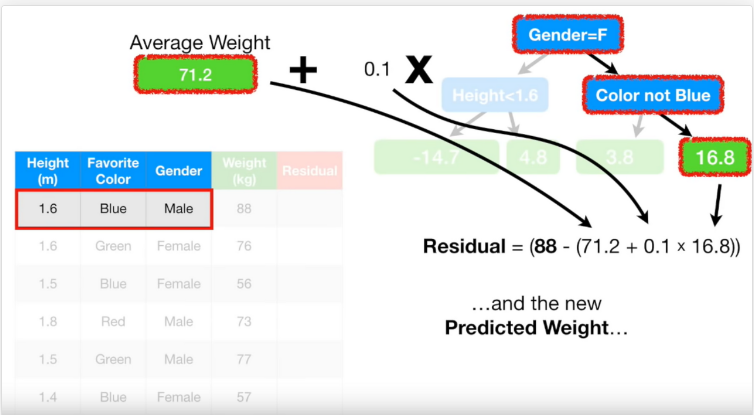 Average Weight
71.2
+
0.1
X
Gender=F
Height<1.6
Color not Blue
-14.7
4.8
3.8
16.8
Height (m) Favorite Color Gender Weight (kg) Residual
1.6 Blue Male 88
1.6 Green Female 76
1.5 Blue Female 56
1.8 Red Male 73
1.5 Green Male 77
1.4 Blue Female 57
Residual = (88 - (71.2 + 0.1 × 16.8))
…and the new
Predicted Weight…